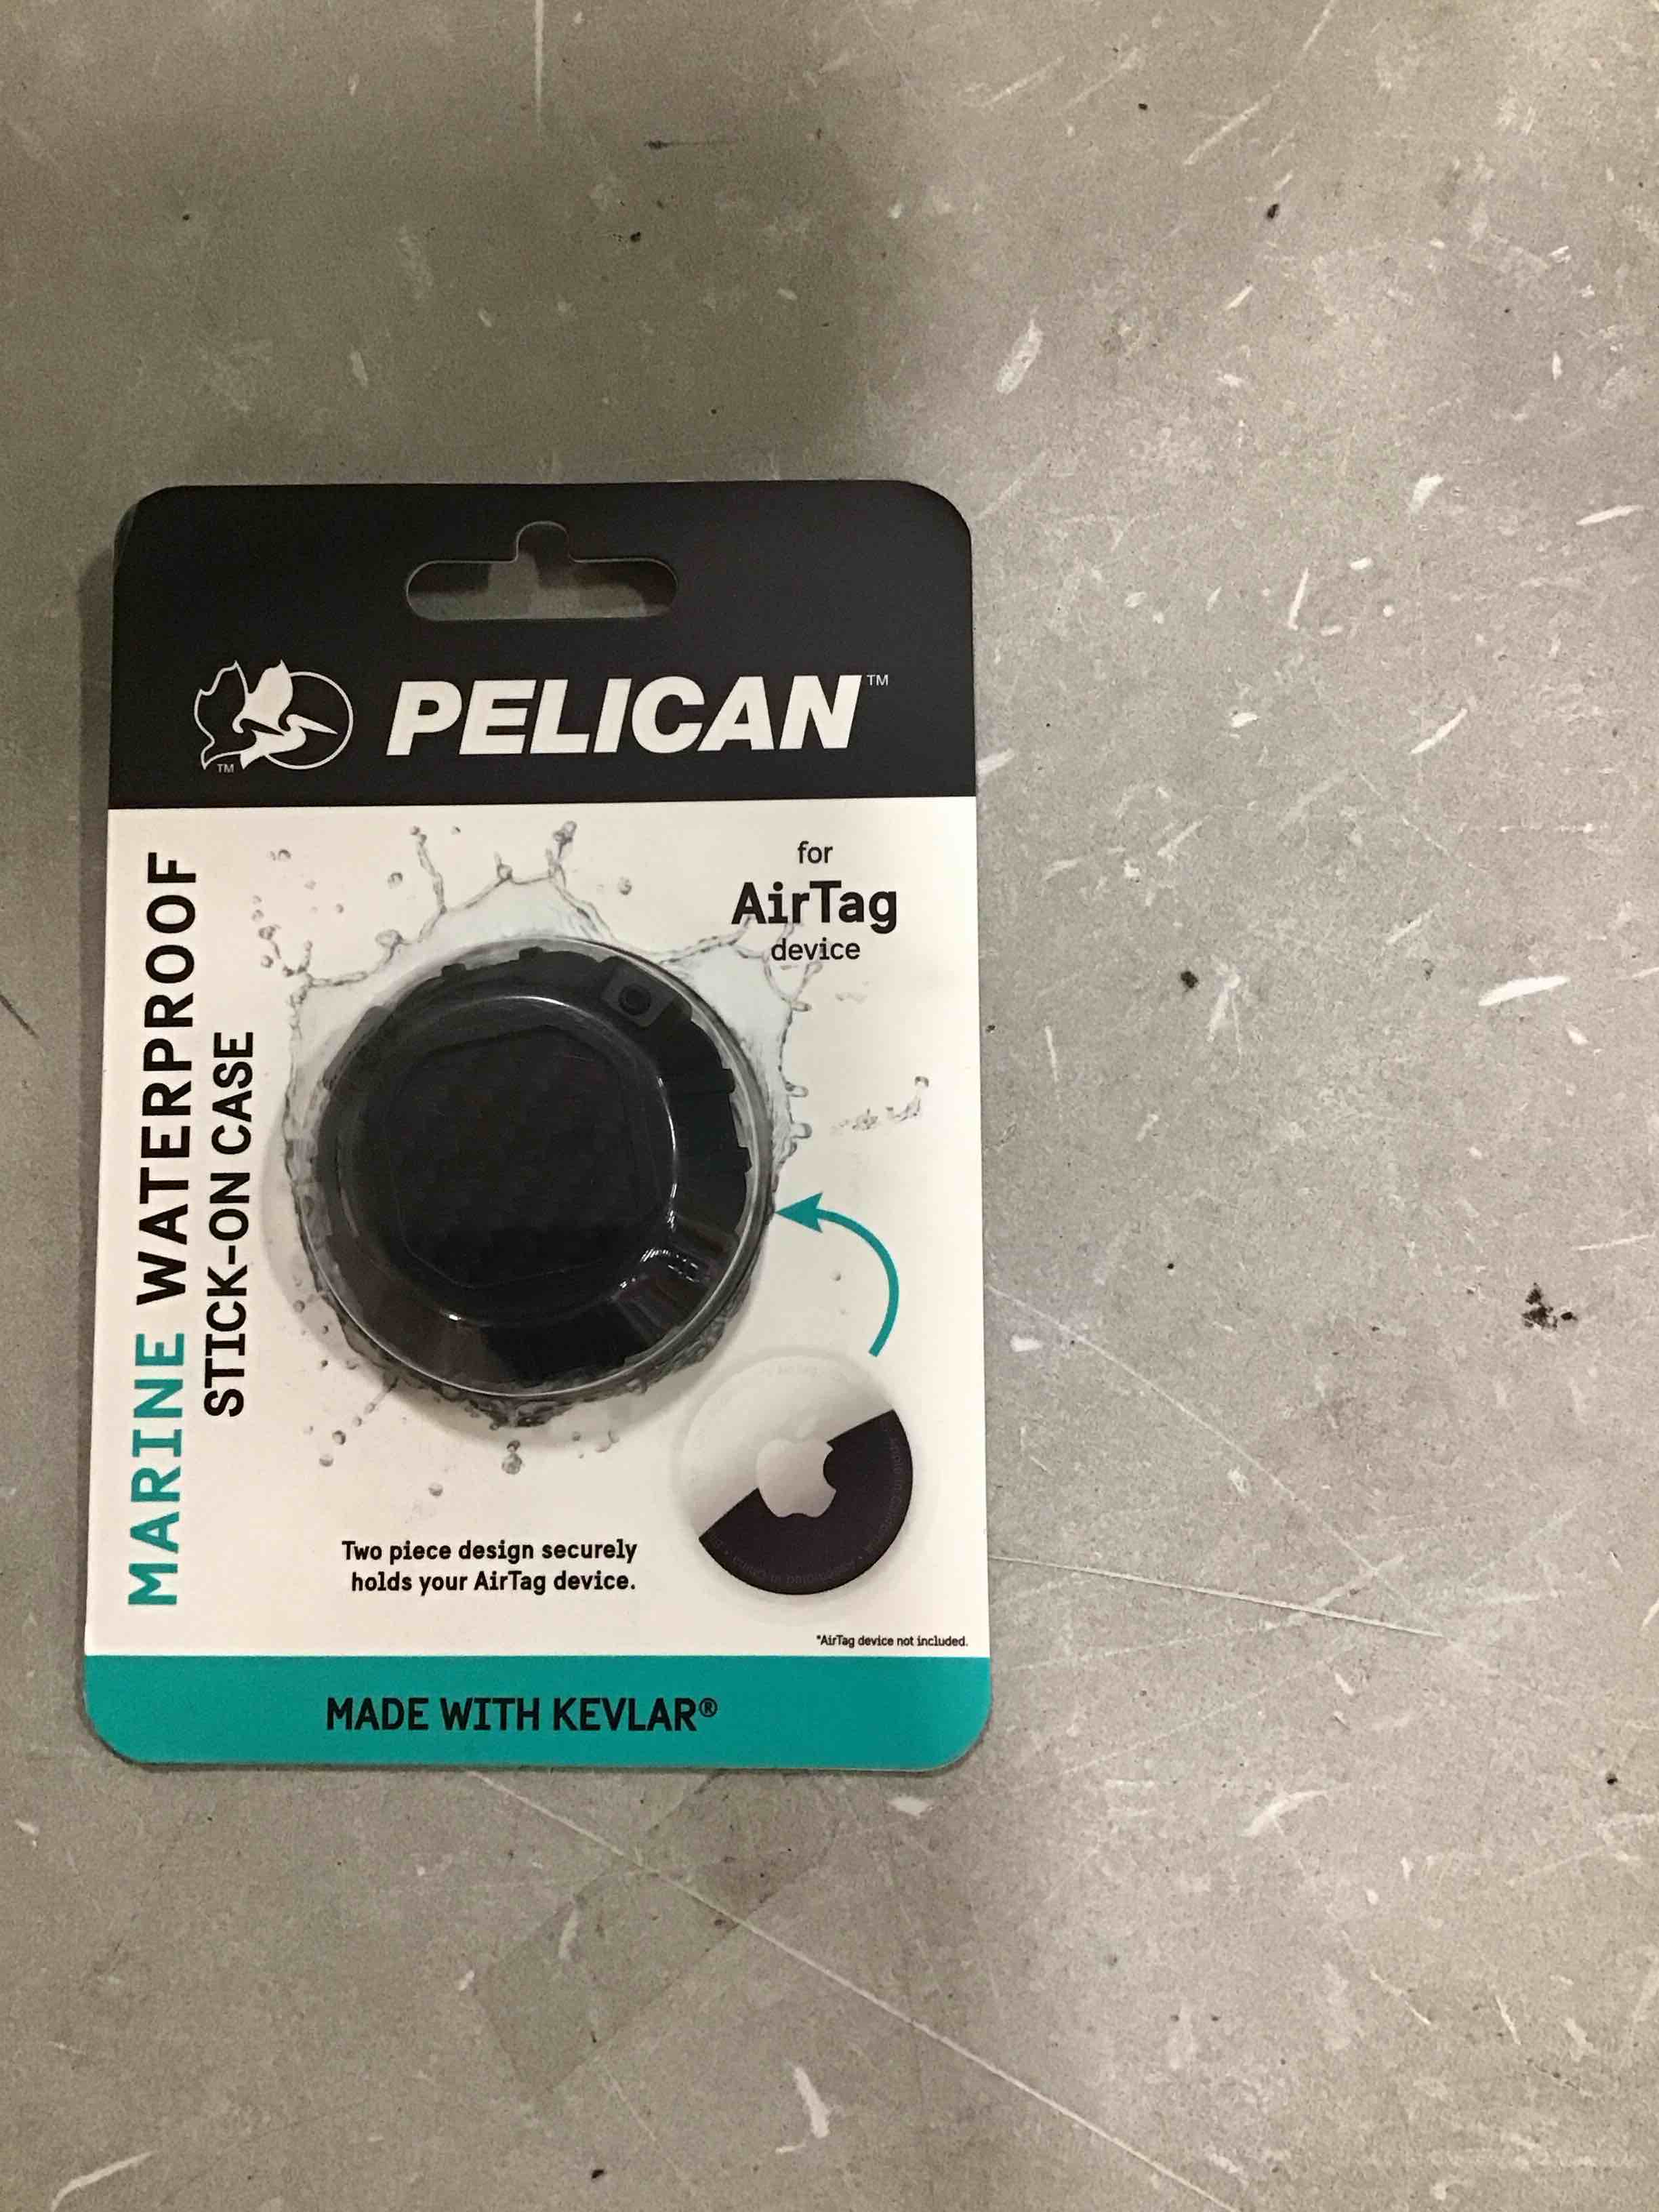 PELICAN™
TM
for
AirTag
device
MARINE WATERPROOF
STICK-ON CASE
Two piece design securely
holds your AirTag device.
*AirTag device not included.
MADE WITH KEVLAR®